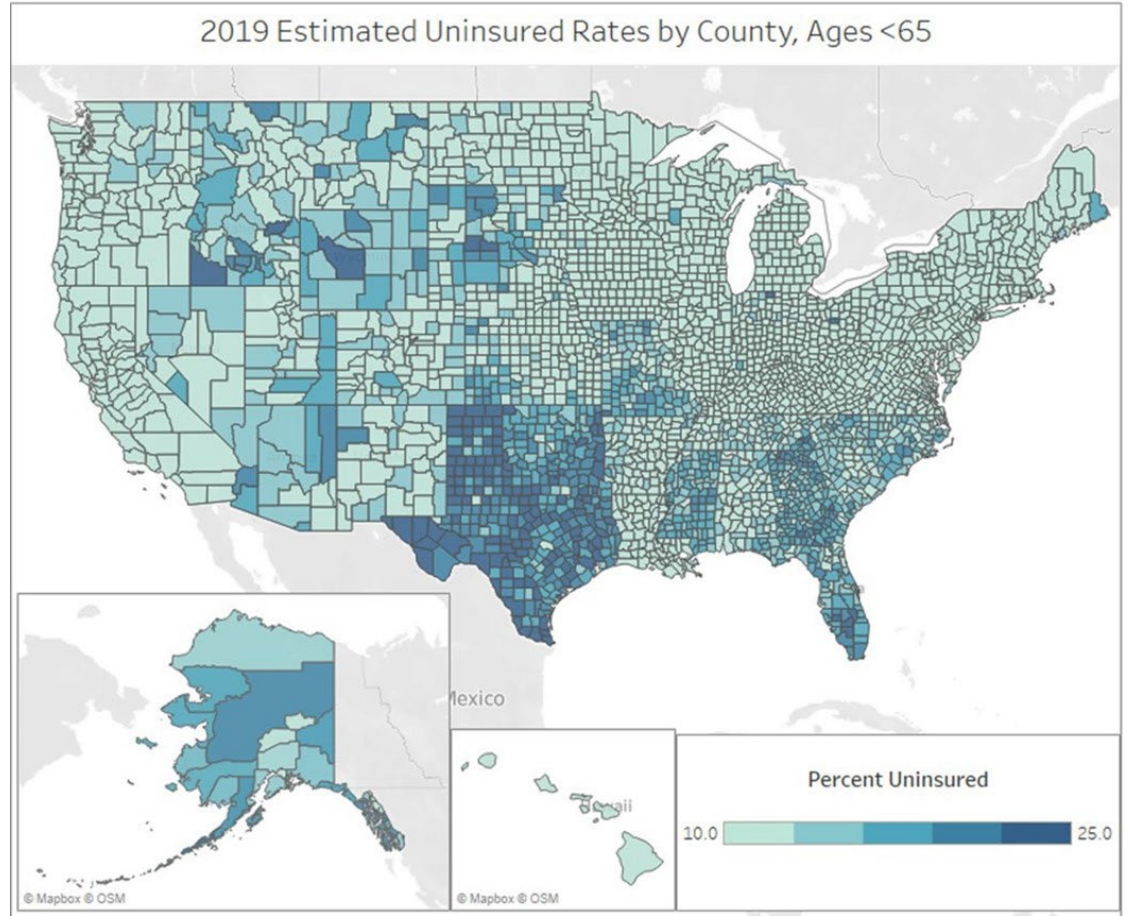 2019 Estimated Uninsured Rates by County, Ages <65
Mexico
Hawaii
Percent Uninsured
10.0 25.0
© Mapbox © OSM
© Mapbox © OSM